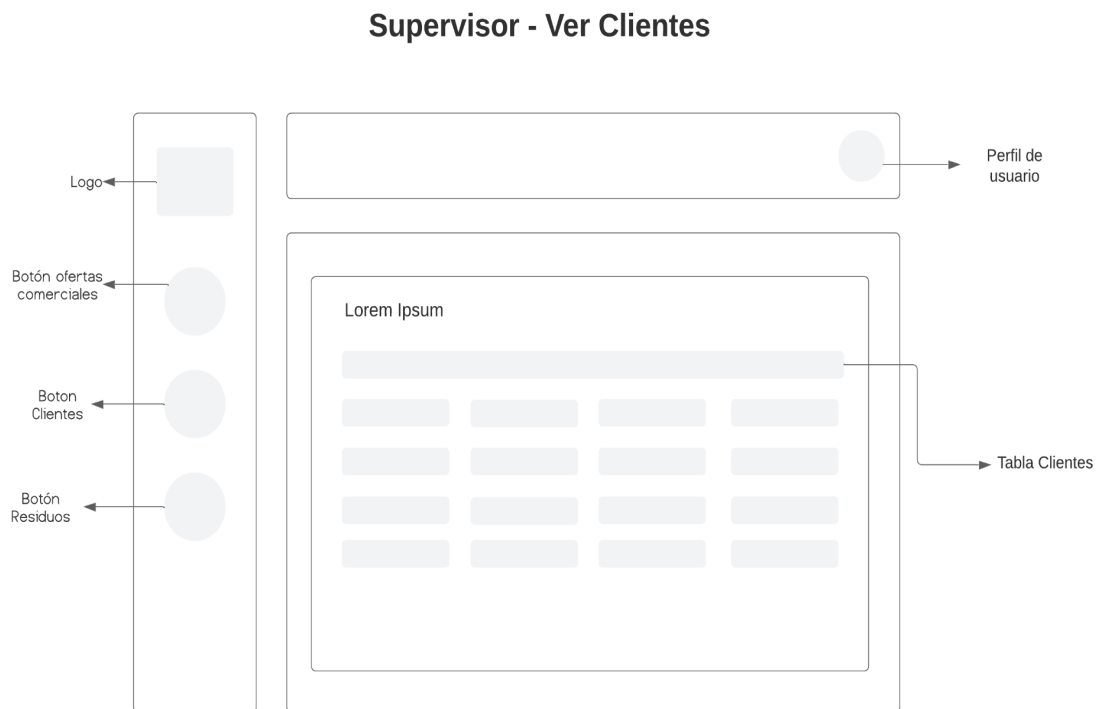 Supervisor - Ver Clientes
Perfil de
usuario
Logo
Botón ofertas
comerciales
Lorem Ipsum
Boton
Clientes
Tabla Clientes
Botón
Residuos